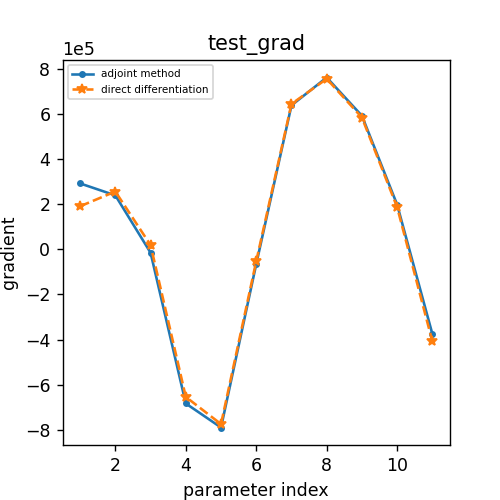 test_grad
1e5
adjoint method
direct differentiation
8
6
4
2
0
−2
−4
−6
−8
gradient
2 4 6 8 10
parameter index